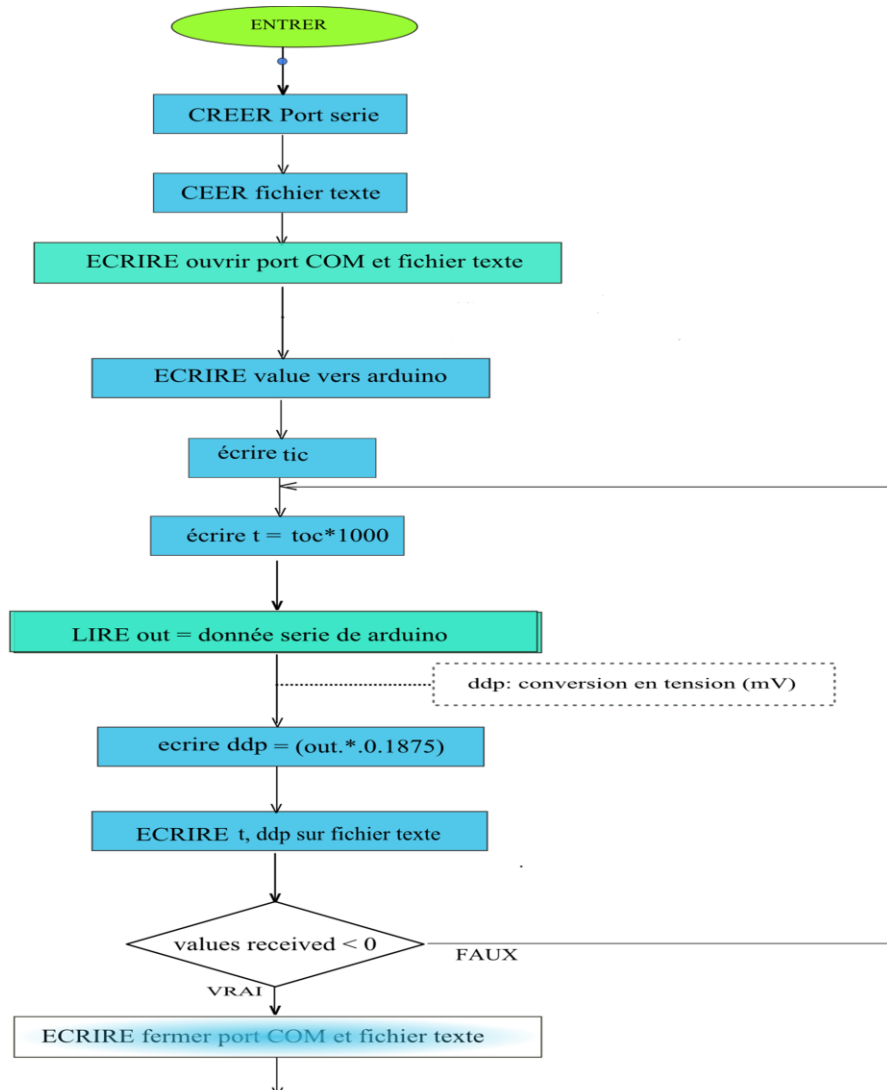 ENTRER
CREER Port serie
CEER fichier texte
ECRIRE ouvrir port COM et fichier texte
ECRIRE value vers arduino
écrire tic
écrire t = toc*1000
LIRE out = donnée serie de arduino
ddp: conversion en tension (mV)
ecrire ddp = (out.*.0.1875)
ECRIRE t, ddp sur fichier texte
values received < 0
FAUX
VRAI
ECRIRE fermer port COM et fichier texte